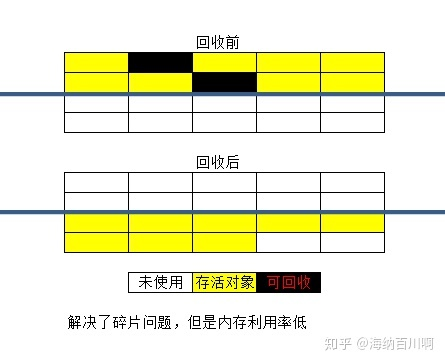 回收前
回收后
未使用 存活对象 可回收
解决了碎片问题，但是内存利用率低
知乎 @海纳百川啊